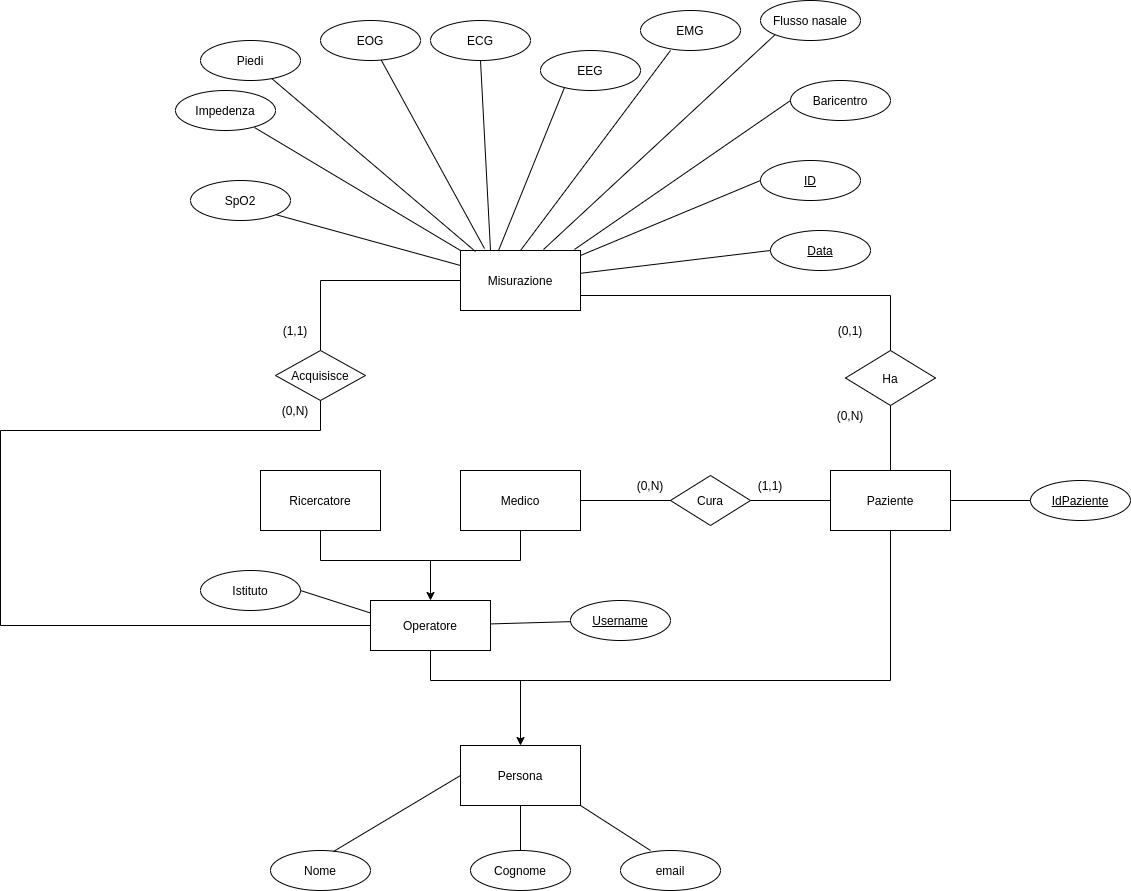 Flusso nasale
EMG
EOG
ECG
Piedi
EEG
Baricentro
Impedenza
ID
SpO2
Data
Misurazione
(1,1)
(0,1)
Acquisisce
Ha
(0,N)
(0,N)
Ricercatore
Medico
(0,N)
Cura
(1,1)
Paziente
IdPaziente
Istituto
Operatore
Username
Persona
Nome
Cognome
email